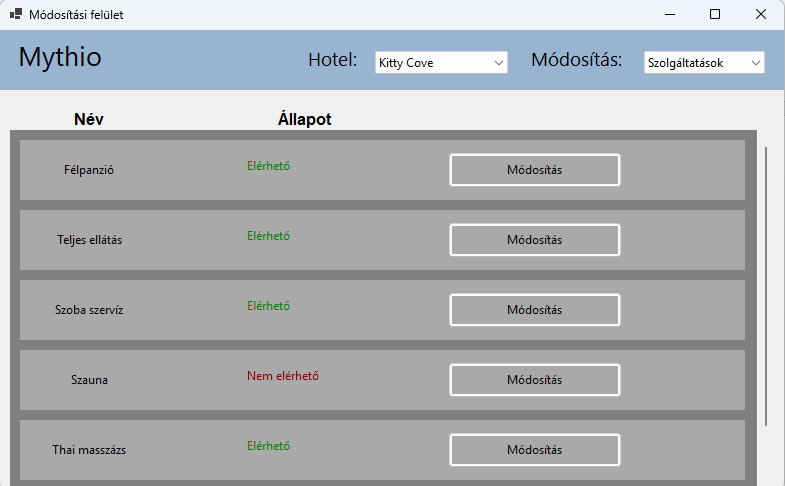 Módosítási felület
Mythio
Hotel: Kitty Cove Módosítás: Szolgáltatások
Név Állapot
Félpanzió Elérhető Módosítás
Teljes ellátás Elérhető Módosítás
Szoba szervíz Elérhető Módosítás
Szauna Nem elérhető Módosítás
Thai masszázs Elérhető Módosítás